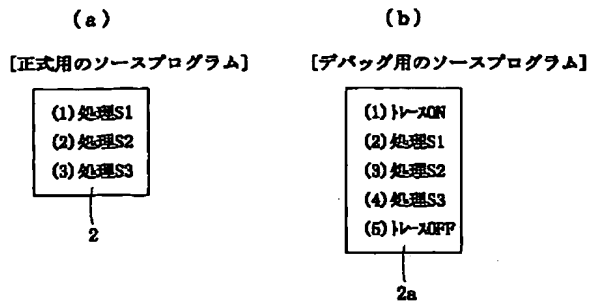 (a)
[正式用のソースプログラム]
(1)処理S1
(2)処理S2
(3)処理S3
2
(b)
[デバッグ用のソースプログラム]
(1)トレースON
(2)処理S1
(3)処理S2
(4)処理S3
(5)トレースOFF
2a